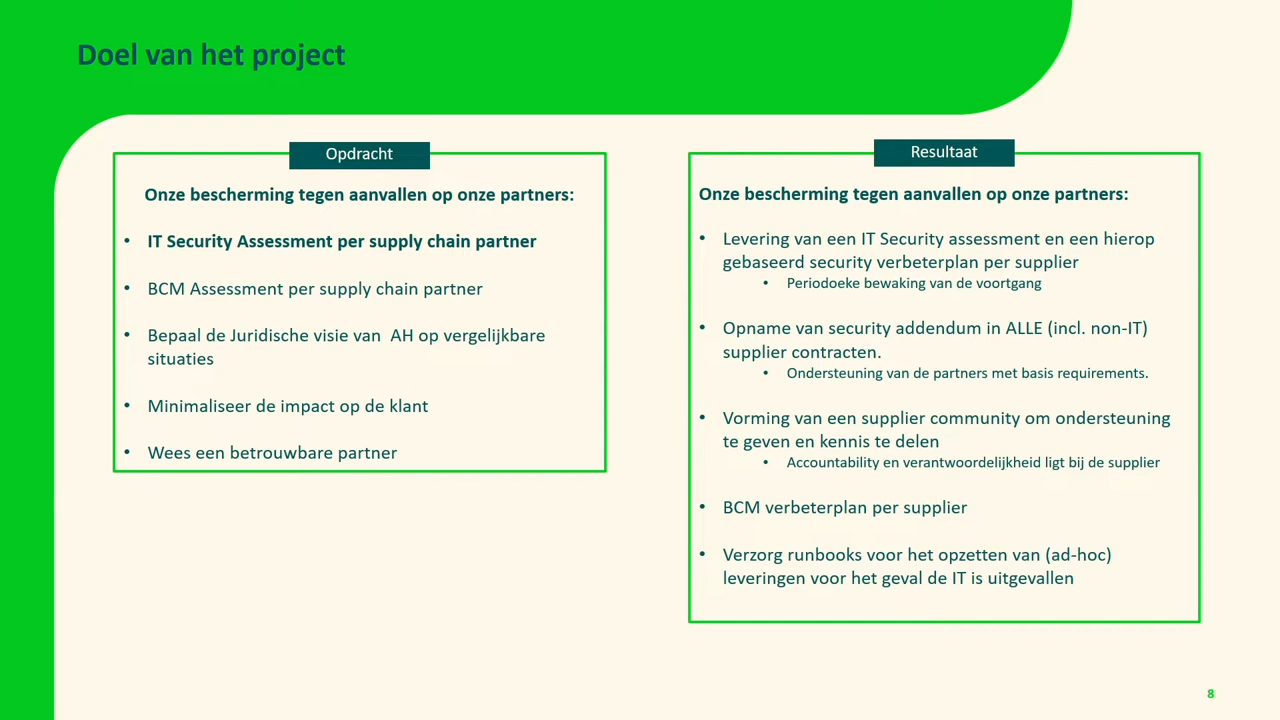 Doel van het project
Opdracht
Onze bescherming tegen aanvallen op onze partners:
• IT Security Assessment per supply chain partner
• BCM Assessment per supply chain partner
• Bepaal de Juridische visie van  AH op vergelijkbare
situaties
• Minimaliseer de impact op de klant
• Wees een betrouwbare partner
Resultaat
Onze bescherming tegen aanvallen op onze partners:
• Levering van een IT Security assessment en een hierop
gebaseerd security verbeterplan per supplier
• Periodoeke bewaking van de voortgang
• Opname van security addendum in ALLE (incl. non-IT)
supplier contracten.
• Ondersteuning van de partners met basis requirements.
• Vorming van een supplier community om ondersteuning
te geven en kennis te delen
• Accountability en verantwoordelijkheid ligt bij de supplier
• BCM verbeterplan per supplier
• Verzorg runbooks voor het opzetten van (ad-hoc)
leveringen voor het geval de IT is uitgevallen
8